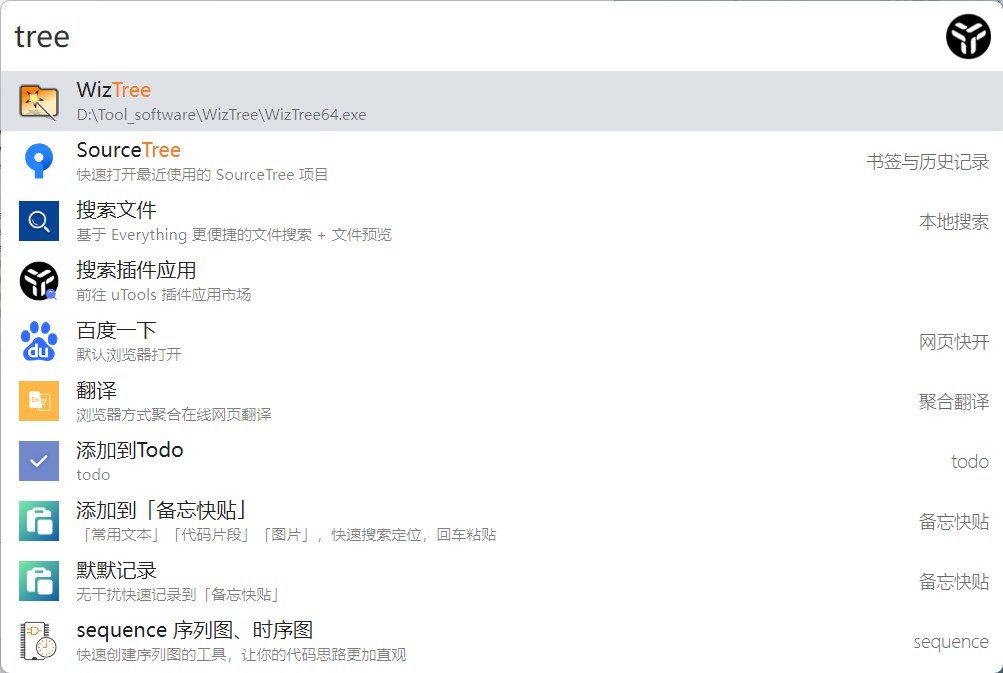 tree
WizTree
D:\Tool_software\WizTree\WizTree64.exe
SourceTree
快速打开最近使用的 SourceTree 项目
书签与历史记录
搜索文件
基于 Everything 更便捷的文件搜索 + 文件预览
本地搜索
搜索插件应用
前往 uTools 插件应用市场
百度一下
默认浏览器打开
网页快开
du
翻译
浏览器方式聚合在线网页翻译
聚合翻译
添加到Todo
todo
todo
添加到「备忘快贴」
「常用文本」「代码片段」「图片」，快速搜索定位，回车粘贴
备忘快贴
默默记录
无干扰快速记录到「备忘快贴」
备忘快贴
sequence 序列图、时序图
快速创建序列图的工具，让你的代码思路更加直观
sequence